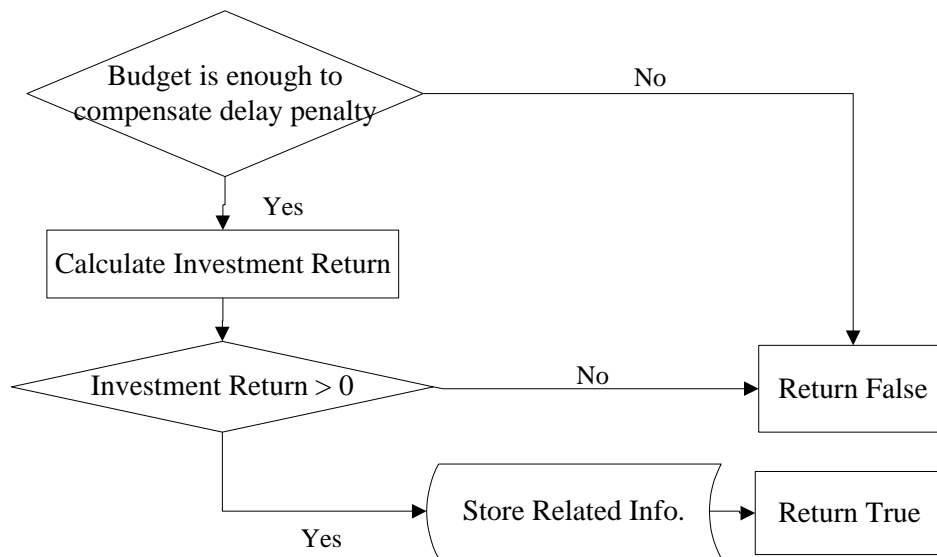 Budget is enough to
compensate delay penalty
No
Yes
Calculate Investment Return
Investment Return > 0
No
Return False
Yes
Store Related Info.
Return True